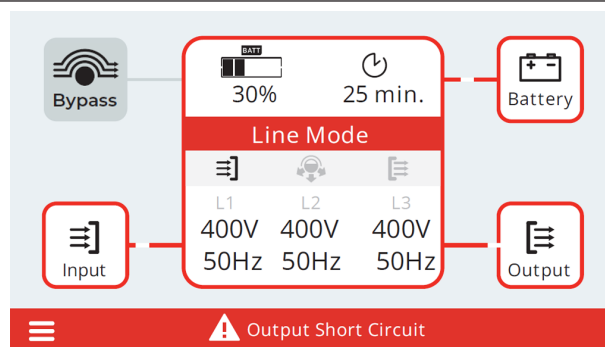 BATT
30%
25 min.
Bypass
Battery
Line Mode
L1 L2 L3
400V 400V 400V
50Hz 50Hz 50Hz
Input
Output
Output Short Circuit